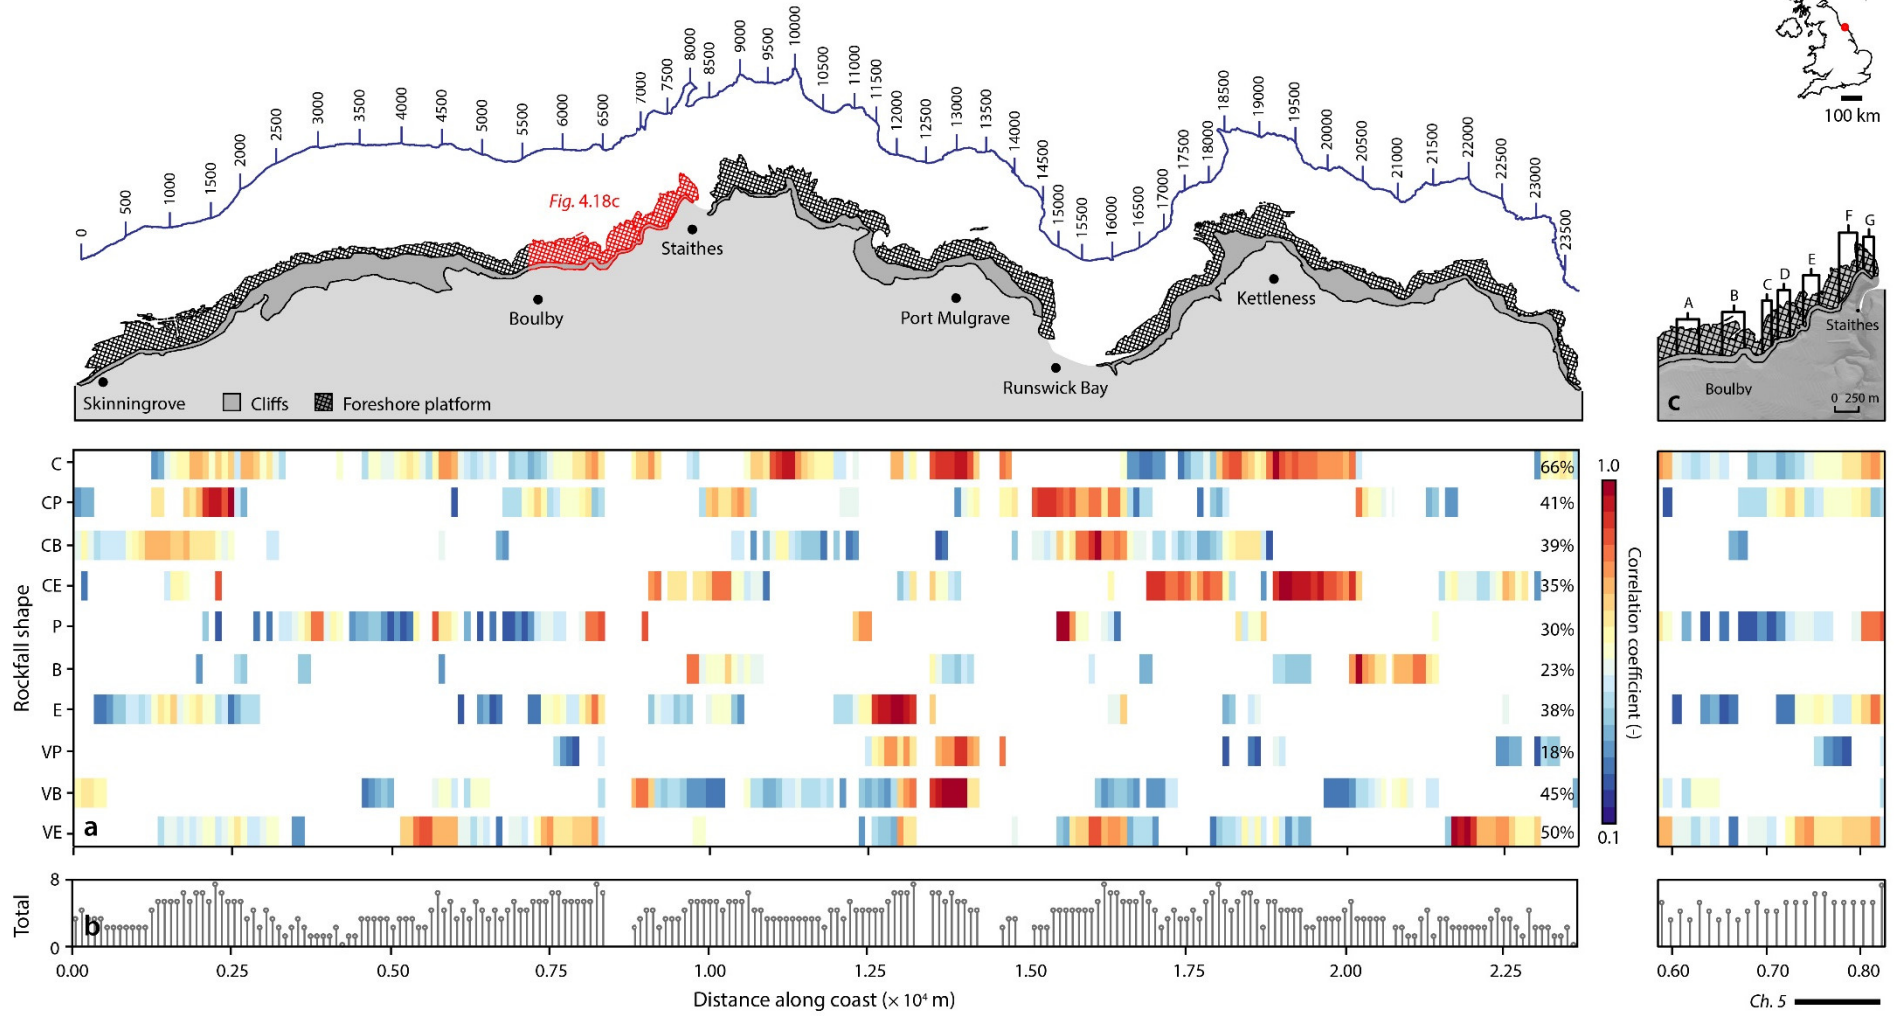 0
500
1000
1500
2000
2500
3000
3500
4000
4500
5000
5500
6000
6500
7000
7500
8000
8500
9000
9500
10000
10500
11000
11500
12000
12500
13000
13500
14000
14500
15000
15500
16000
16500
17000
17500
18000
18500
19000
19500
20000
20500
21000
21500
22000
22500
23000
23500
100 km
Fig. 4.18c
Staithes
Boulby
Port Mulgrave
Kettleness
Runswick Bay
Skinningrove
Cliffs
Foreshore platform
A
B
C
D
E
F
G
Staithes
Boulby
0 250 m
c
Rockfall shape
C
CP
CB
CE
P
B
E
VP
VB
VE
66%
41%
39%
35%
30%
23%
38%
18%
45%
50%
a
1.0
0.1
Correlation coefficient (-)
Total
8
0
b
0.00
0.25
0.50
0.75
1.00
1.25
1.50
1.75
2.00
2.25
Distance along coast (× 10⁴ m)
0.60
0.70
0.80
Ch. 5